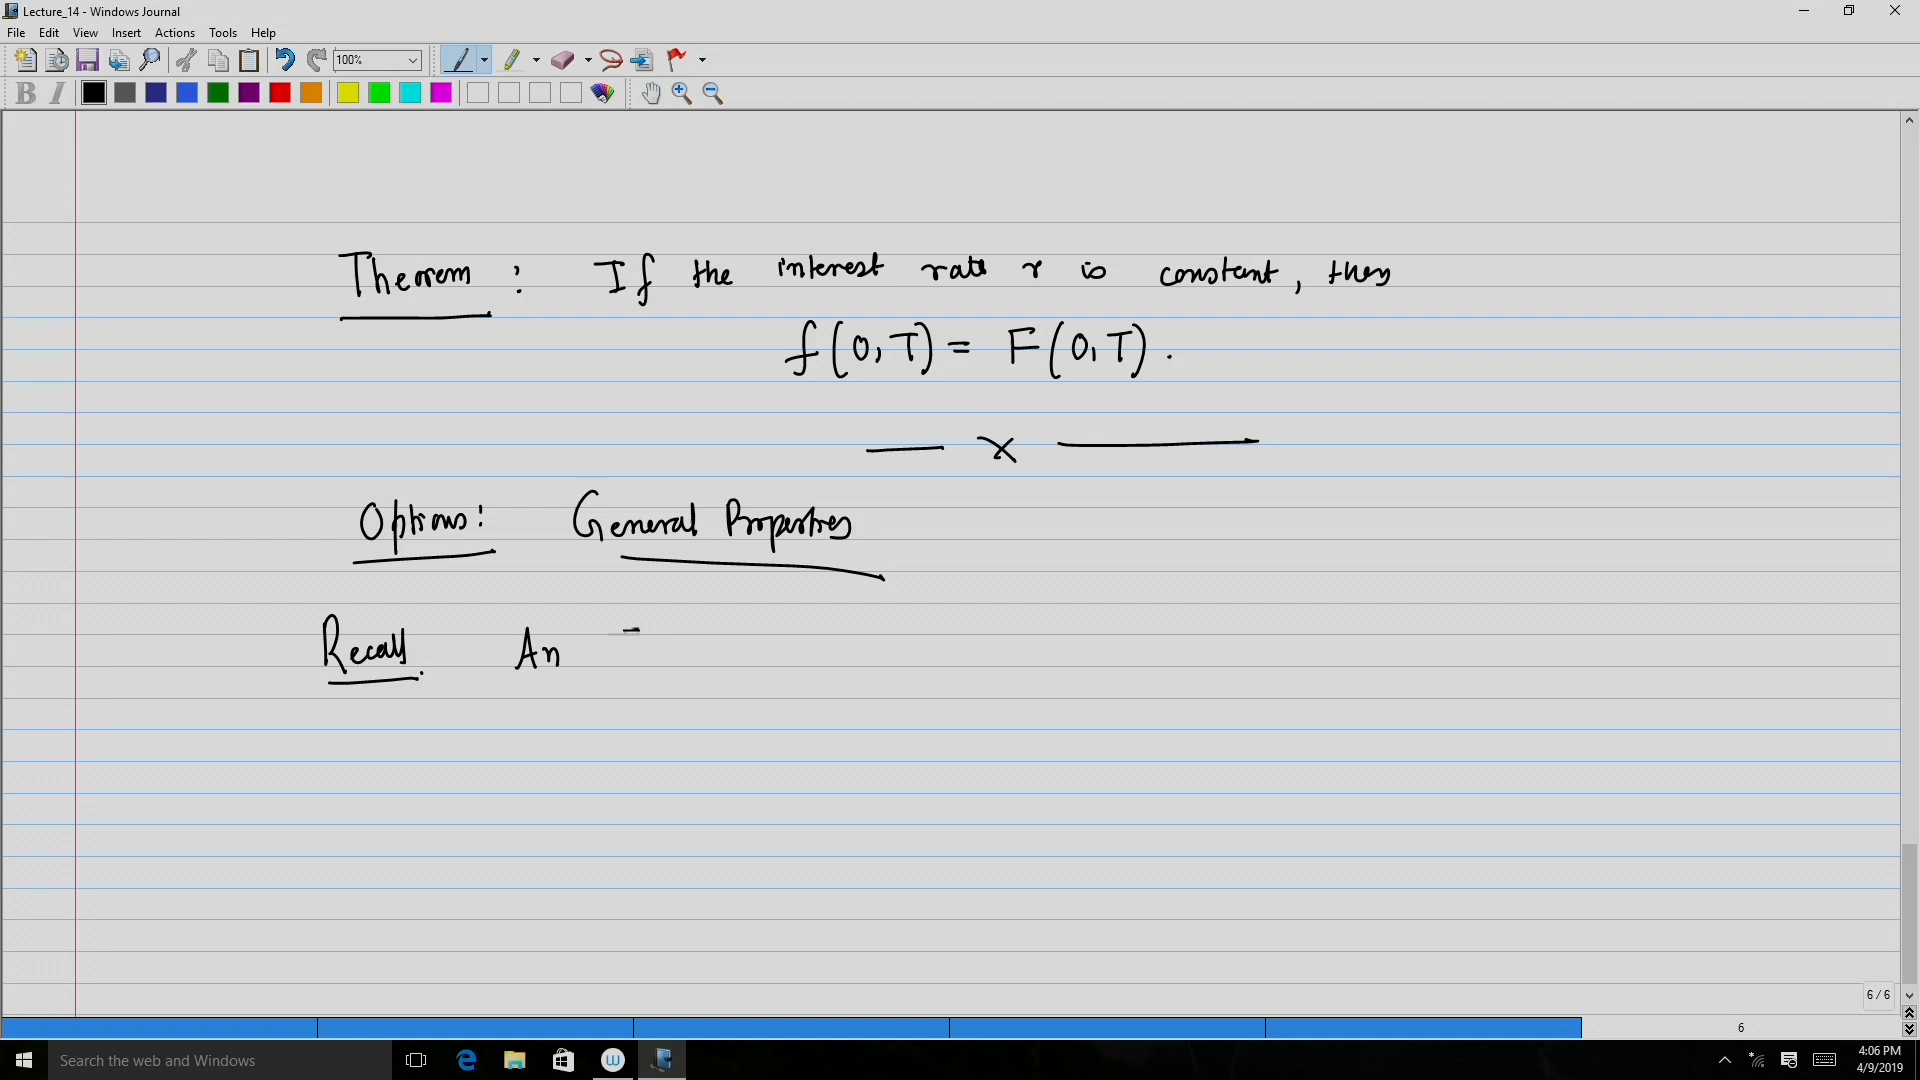 Lecture_14 - Windows Journal
File Edit View Insert Actions Tools Help
100%
B I
Theorem : If the interest rate r is constant, then
f(0,T) = F(0,T).
x
Options: General Properties
Recall. An
6 / 6
6
Search the web and Windows
4:06 PM
4/9/2019